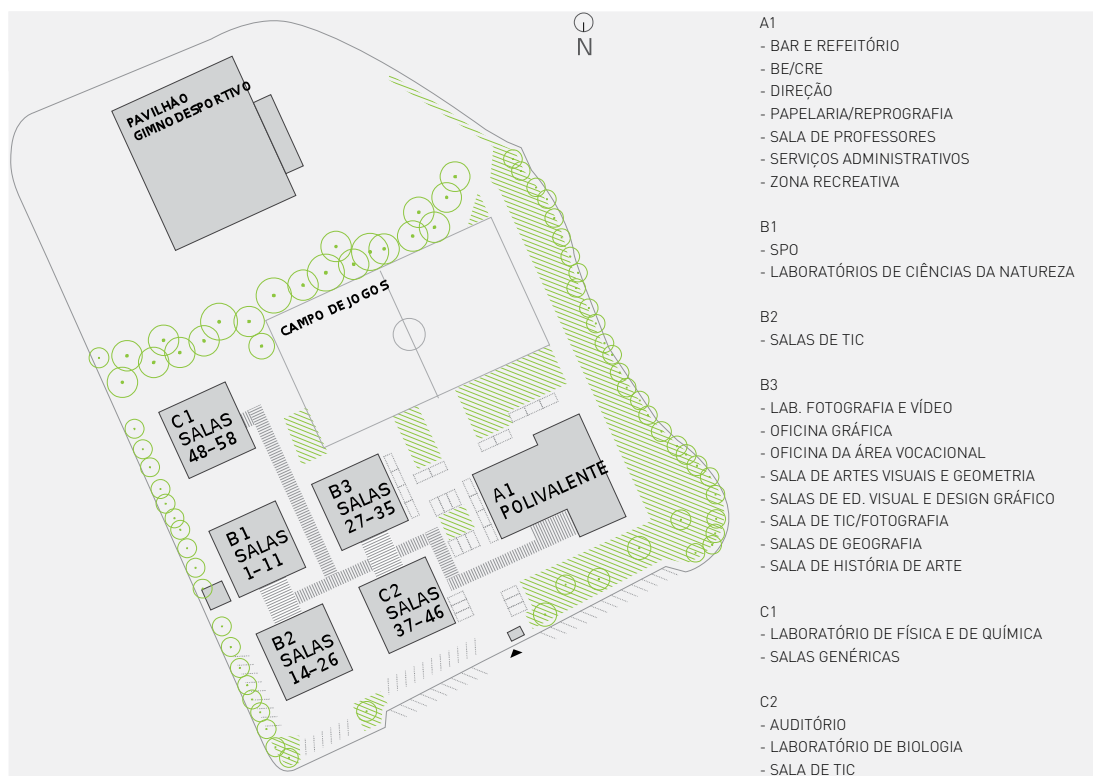 PAVILHÃO
GIMNODESPORTIVO
N
CAMPO DE JOGOS
C1
SALAS
48-58
B3
SALAS
27-35
A1
POLIVALENTE
B1
SALAS
1-11
C2
SALAS
37-46
B2
SALAS
14-26
A1
- BAR E REFEITÓRIO
- BE/CRE
- DIREÇÃO
- PAPELARIA/REPROGRAFIA
- SALA DE PROFESSORES
- SERVIÇOS ADMINISTRATIVOS
- ZONA RECREATIVA
B1
- SPO
- LABORATÓRIOS DE CIÊNCIAS DA NATUREZA
B2
- SALAS DE TIC
B3
- LAB. FOTOGRAFIA E VÍDEO
- OFICINA GRÁFICA
- OFICINA DA ÁREA VOCACIONAL
- SALA DE ARTES VISUAIS E GEOMETRIA
- SALAS DE ED. VISUAL E DESIGN GRÁFICO
- SALA DE TIC/FOTOGRAFIA
- SALAS DE GEOGRAFIA
- SALA DE HISTÓRIA DE ARTE
C1
- LABORATÓRIO DE FÍSICA E DE QUÍMICA
- SALAS GENÉRICAS
C2
- AUDITÓRIO
- LABORATÓRIO DE BIOLOGIA
- SALA DE TIC